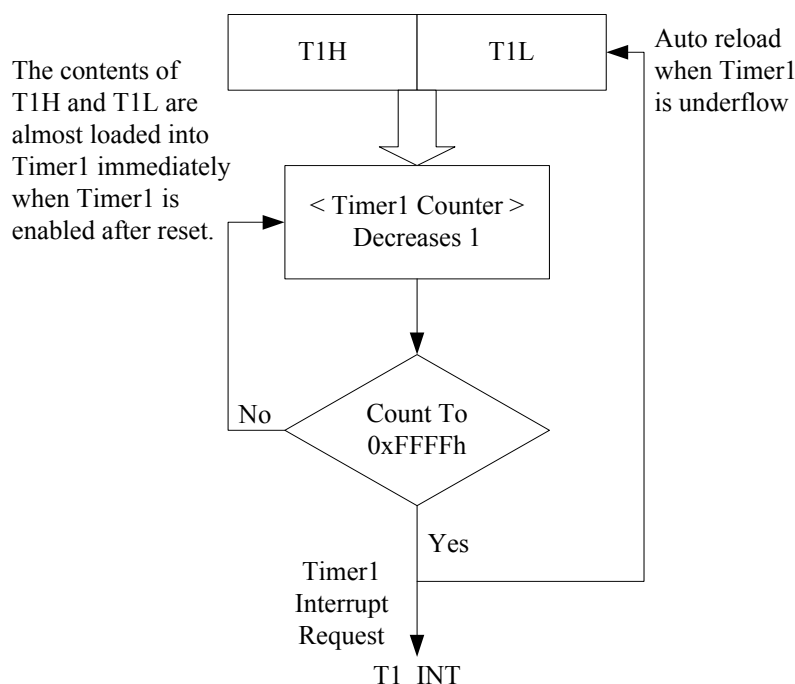 T1H
T1L
Auto reload
when Timer1
is underflow
The contents of
T1H and T1L are
almost loaded into
Timer1 immediately
when Timer1 is
enabled after reset.
< Timer1 Counter >
Decreases 1
Count To
0xFFFFh
No
Yes
Timer1
Interrupt
Request
T1 INT